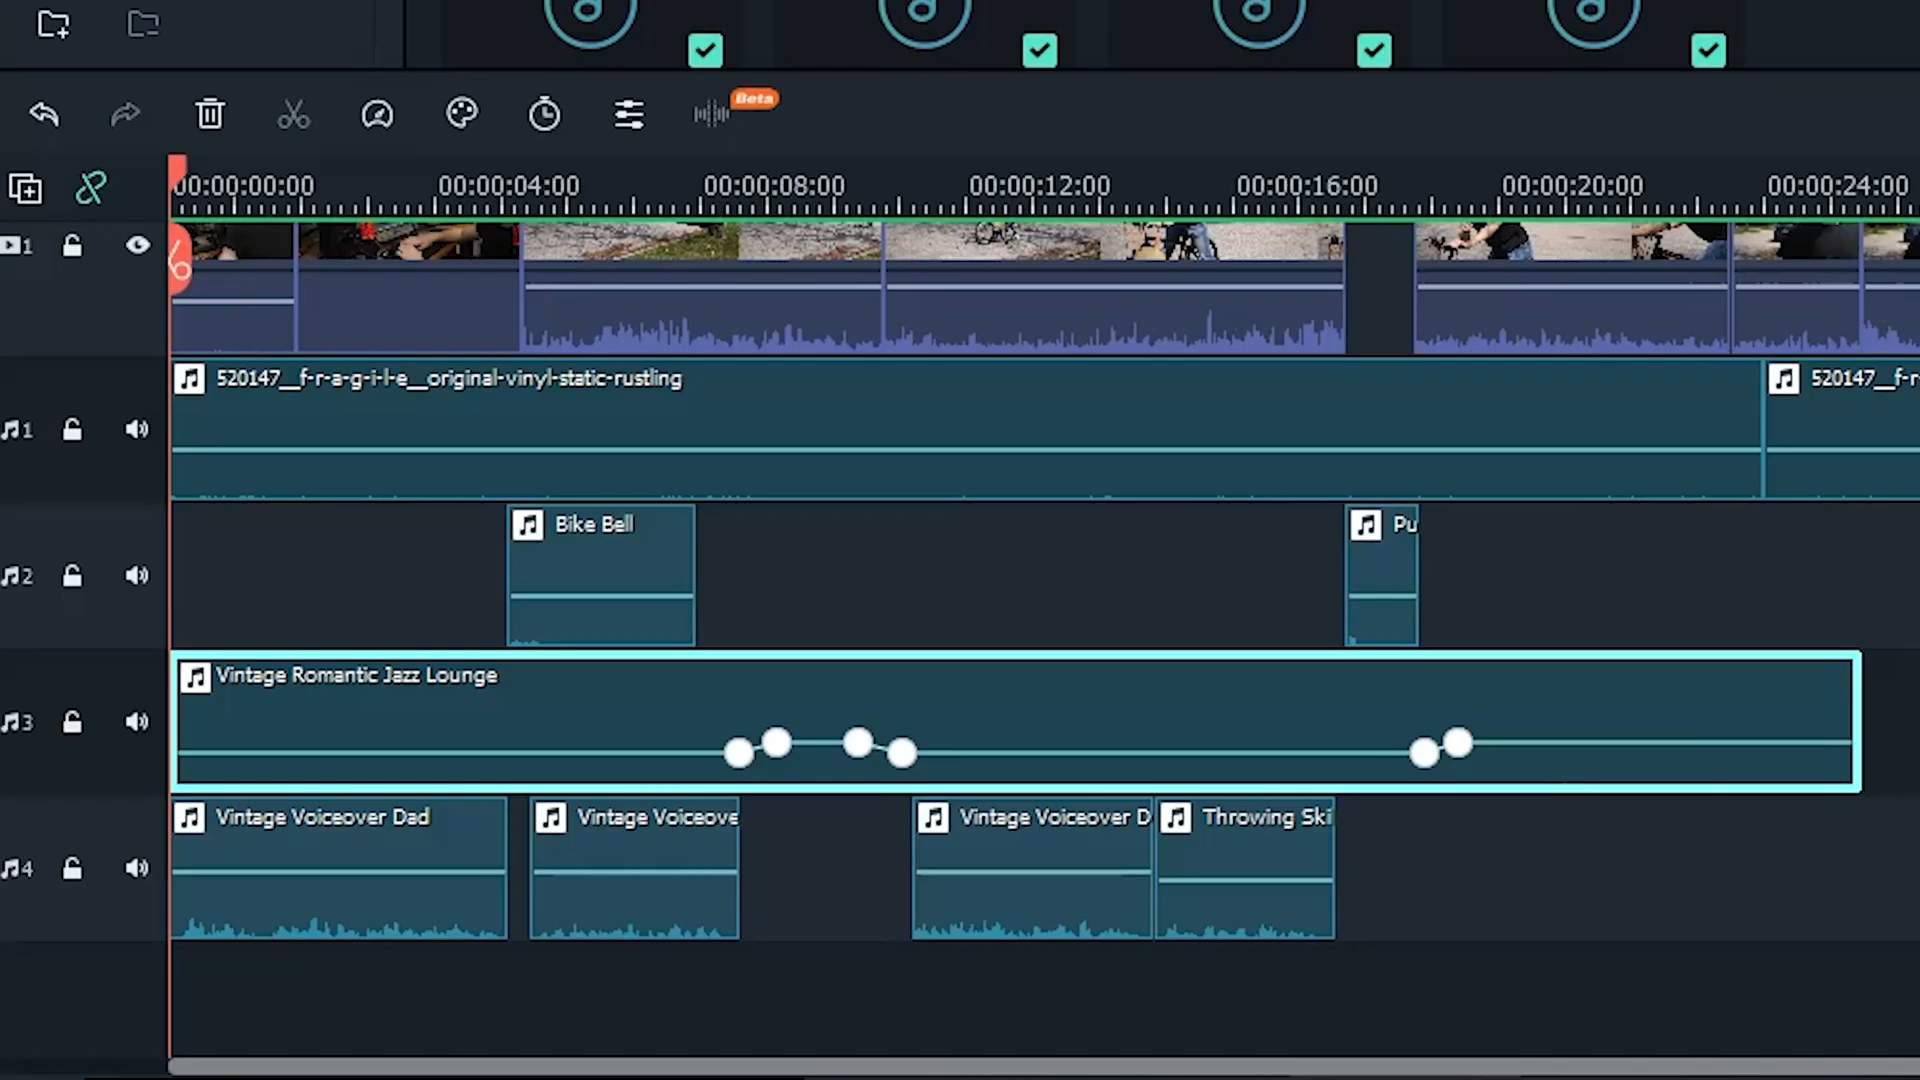 Beta
00:00:00:00
00:00:04:00
00:00:08:00
00:00:12:00
00:00:16:00
00:00:20:00
00:00:24:00
1
520147__f-r-a-g-i-l-e__original-vinyl-static-rustling
520147__f-r
1
Bike Bell
Pu
2
Vintage Romantic Jazz Lounge
3
Vintage Voiceover Dad
Vintage Voiceove
Vintage Voiceover D
Throwing Ski
4